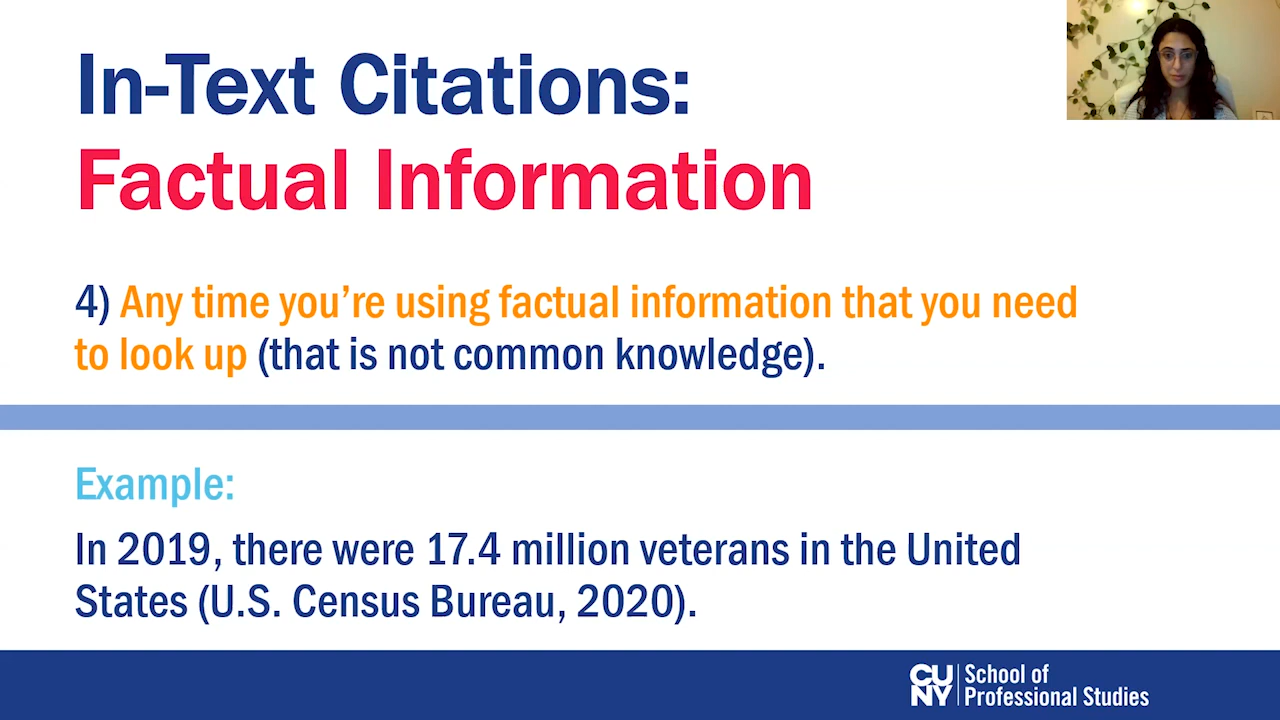 In-Text Citations:
Factual Information
4) Any time you’re using factual information that you need
to look up (that is not common knowledge).
Example:
In 2019, there were 17.4 million veterans in the United
States (U.S. Census Bureau, 2020).
CU
NY
School of
Professional Studies